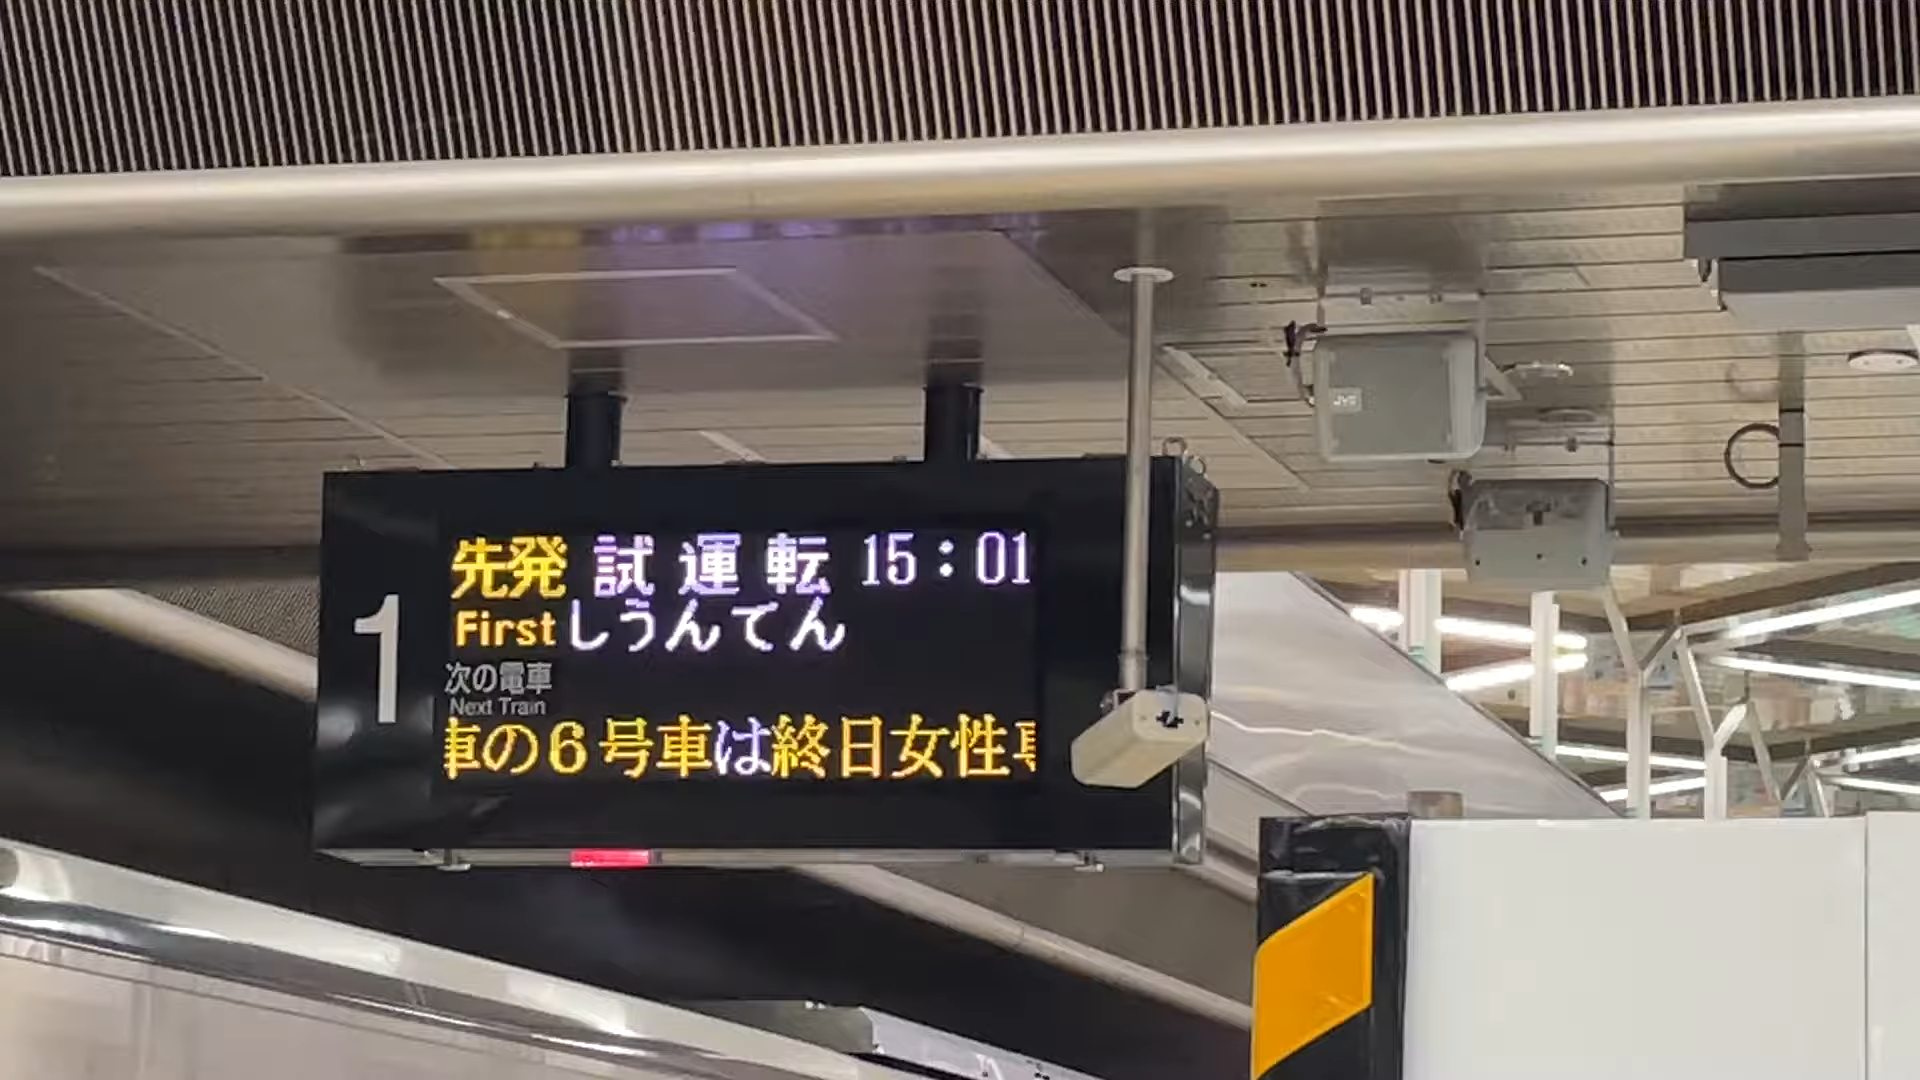 1
先発 試運転 15:01
First しうんてん
次の電車
Next Train
車の6号車は終日女性
JVC